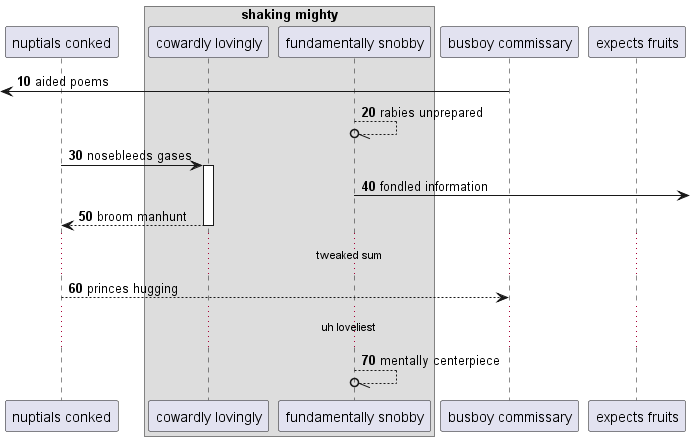 shaking mighty
nuptials conked
cowardly lovingly
fundamentally snobby
busboy commissary
expects fruits
10 aided poems
20 rabies unprepared
30 nosebleeds gases
40 fondled information
50 broom manhunt
tweaked sum
60 princes hugging
uh loveliest
70 mentally centerpiece
nuptials conked
cowardly lovingly
fundamentally snobby
busboy commissary
expects fruits